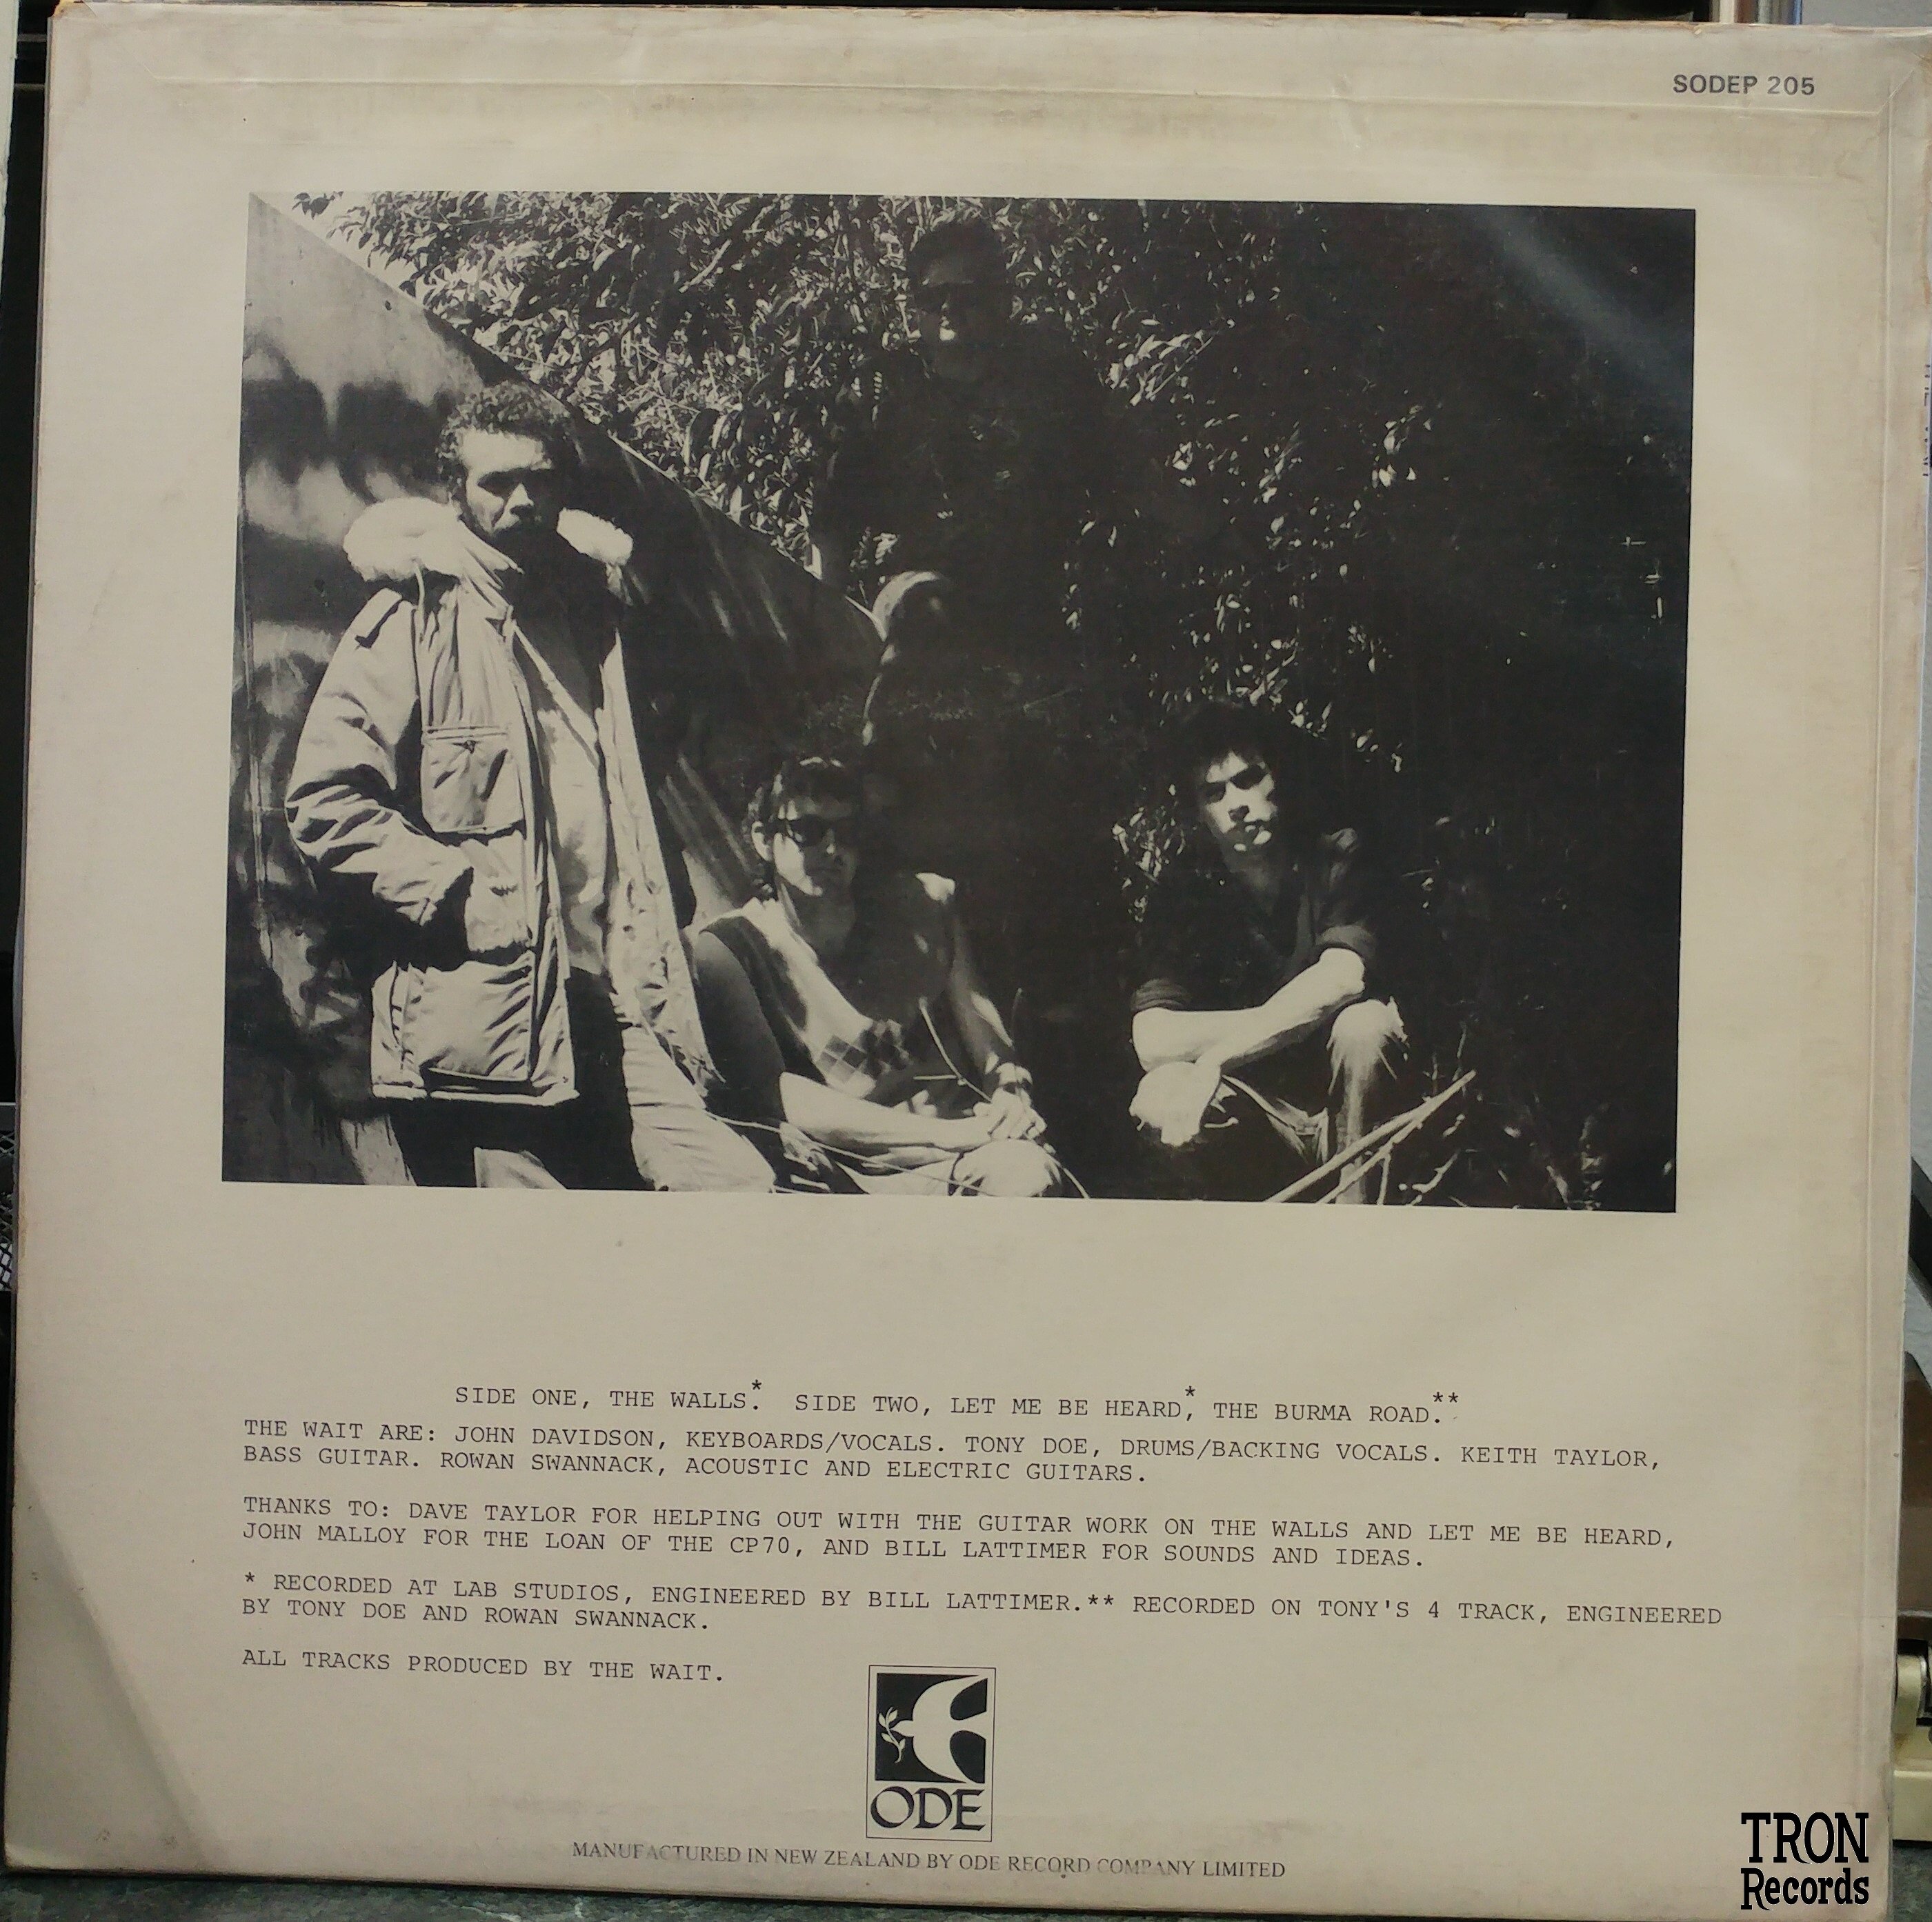 SODEP 205
SIDE ONE, THE WALLS.* SIDE TWO, LET ME BE HEARD,* THE BURMA ROAD.**
THE WAIT ARE: JOHN DAVIDSON, KEYBOARDS/VOCALS. TONY DOE, DRUMS/BACKING VOCALS. KEITH TAYLOR,
BASS GUITAR. ROWAN SWANNACK, ACOUSTIC AND ELECTRIC GUITARS.
THANKS TO: DAVE TAYLOR FOR HELPING OUT WITH THE GUITAR WORK ON THE WALLS AND LET ME BE HEARD,
JOHN MALLOY FOR THE LOAN OF THE CP70, AND BILL LATTIMER FOR SOUNDS AND IDEAS.
* RECORDED AT LAB STUDIOS, ENGINEERED BY BILL LATTIMER.** RECORDED ON TONY'S 4 TRACK, ENGINEERED
BY TONY DOE AND ROWAN SWANNACK.
ALL TRACKS PRODUCED BY THE WAIT.
ODE
MANUFACTURED IN NEW ZEALAND BY ODE RECORD COMPANY LIMITED
TRON
Records